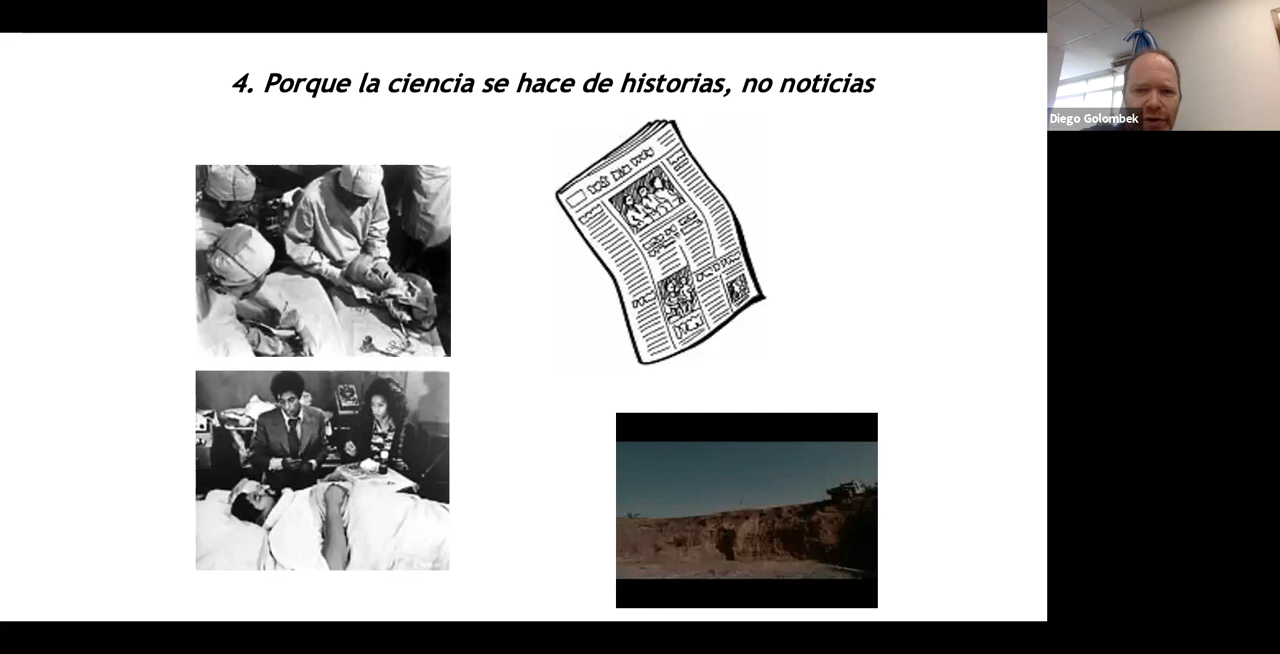 4. Porque la ciencia se hace de historias, no noticias
Diego Golombek